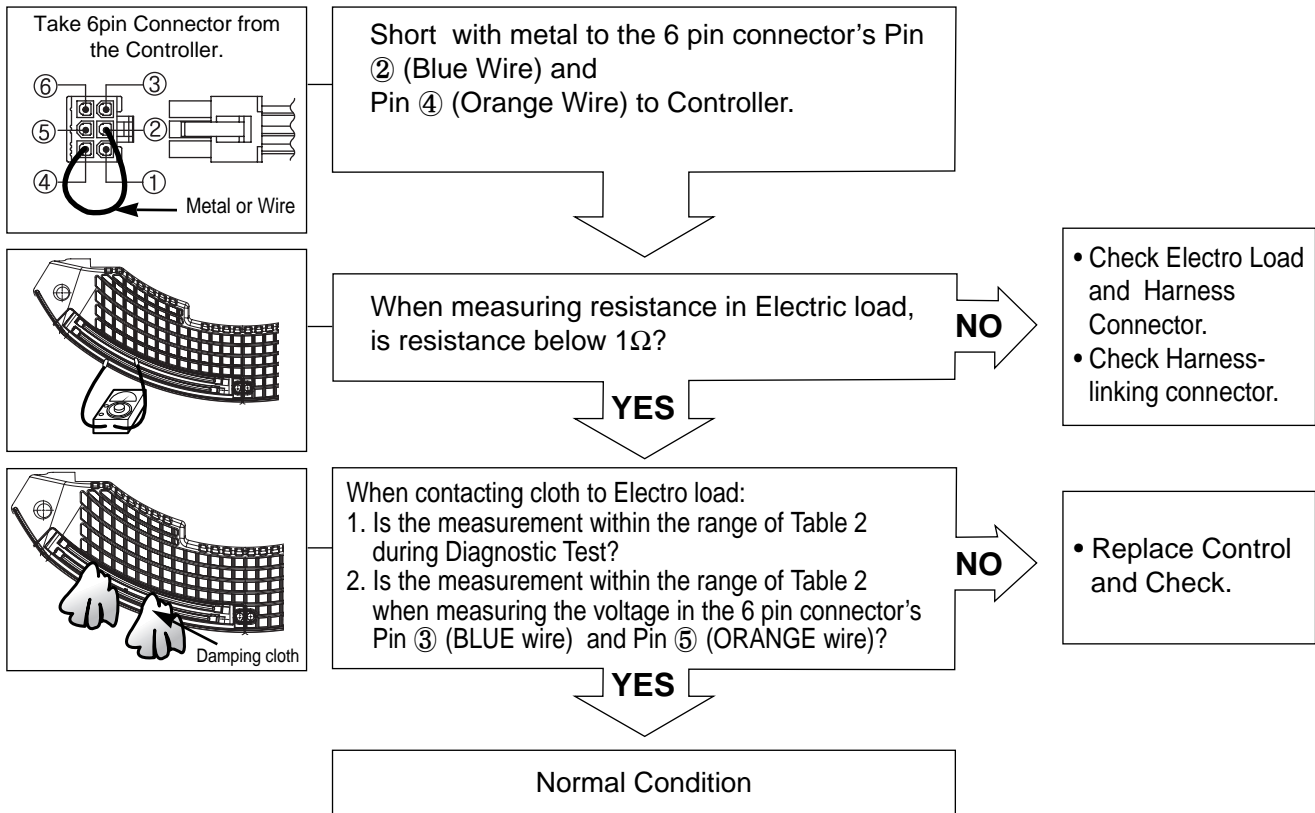 Take 6pin Connector from
the Controller.
⑥
③
⑤
②
④
①
Metal or Wire
Short with metal to the 6 pin connector's Pin
② (Blue Wire) and
Pin ④ (Orange Wire) to Controller.
When measuring resistance in Electric load,
is resistance below 1Ω?
NO
• Check Electro Load
and Harness
Connector.
• Check Harness-
linking connector.
YES
Damping cloth
When contacting cloth to Electro load:
1. Is the measurement within the range of Table 2
during Diagnostic Test?
2. Is the measurement within the range of Table 2
when measuring the voltage in the 6 pin connector's
Pin ③ (BLUE wire) and Pin ⑤ (ORANGE wire)?
NO
• Replace Control
and Check.
YES
Normal Condition